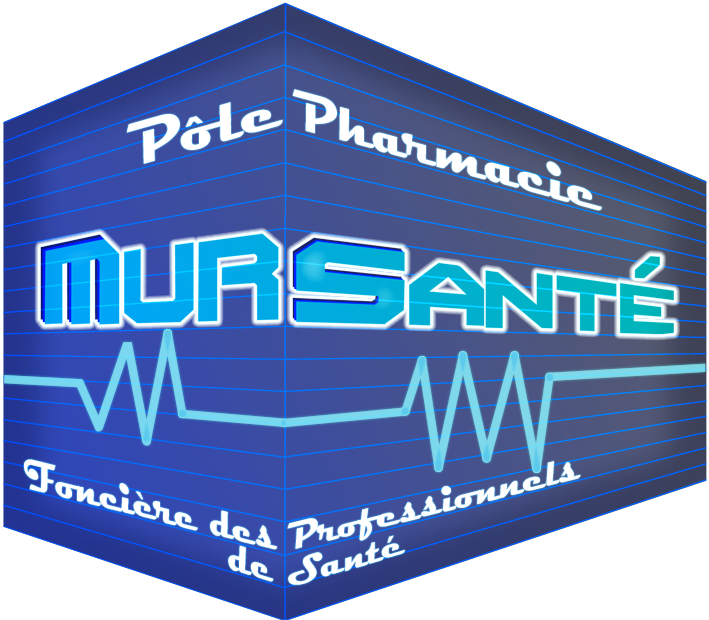 Pôle Pharmacie
MURSANTÉ
Foncière des Professionnels
de Santé